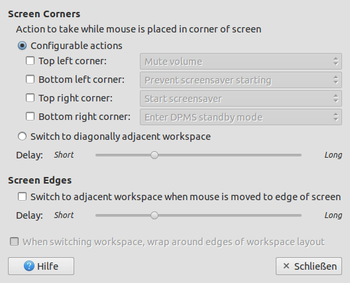 Screen Corners
Action to take while mouse is placed in corner of screen
Configurable actions
Top left corner: Mute volume
Bottom left corner: Prevent screensaver starting
Top right corner: Start screensaver
Bottom right corner: Enter DPMS standby mode
Switch to diagonally adjacent workspace
Delay: Short Long
Screen Edges
Switch to adjacent workspace when mouse is moved to edge of screen
Delay: Short Long
When switching workspace, wrap around edges of workspace layout
Hilfe Schließen